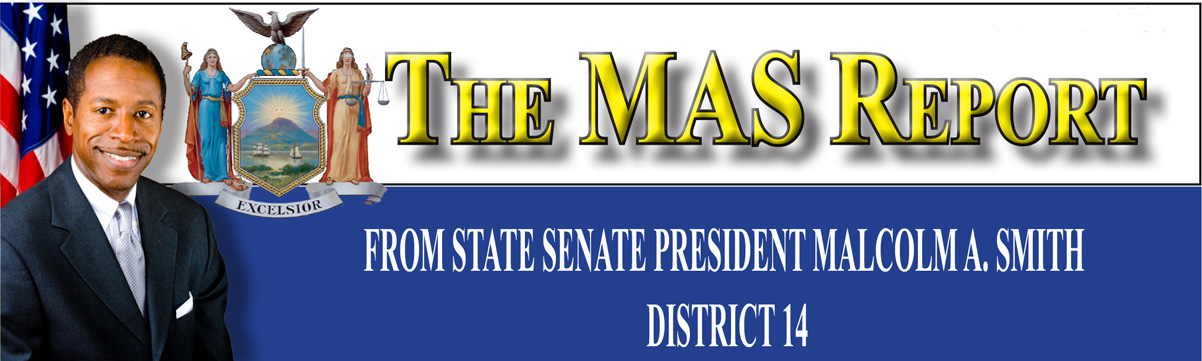 THE MAS REPORT
EXCELSIOR
FROM STATE SENATE PRESIDENT MALCOLM A. SMITH
DISTRICT 14